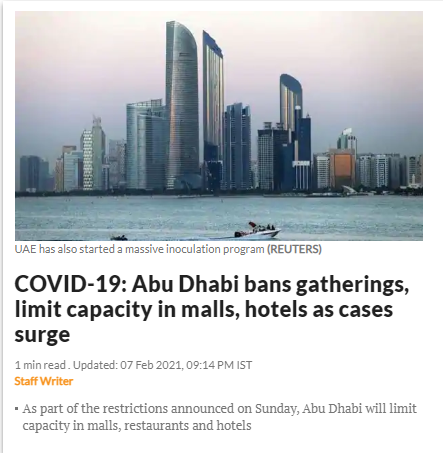 UAE has also started a massive inoculation program (REUTERS)
COVID-19: Abu Dhabi bans gatherings,
limit capacity in malls, hotels as cases
surge
1 min read . Updated: 07 Feb 2021, 09:14 PM IST
Staff Writer
▪ As part of the restrictions announced on Sunday, Abu Dhabi will limit
capacity in malls, restaurants and hotels